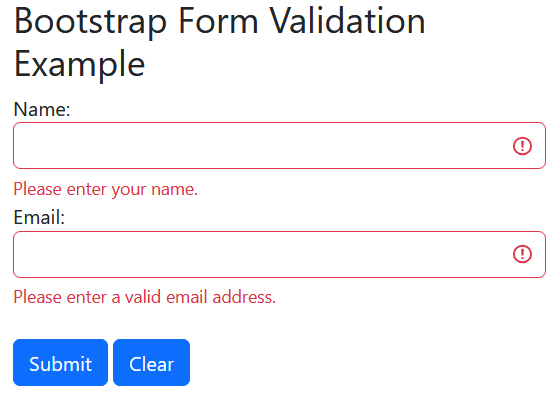 Bootstrap Form Validation
Example
Name:
Please enter your name.
Email:
Please enter a valid email address.
Submit Clear